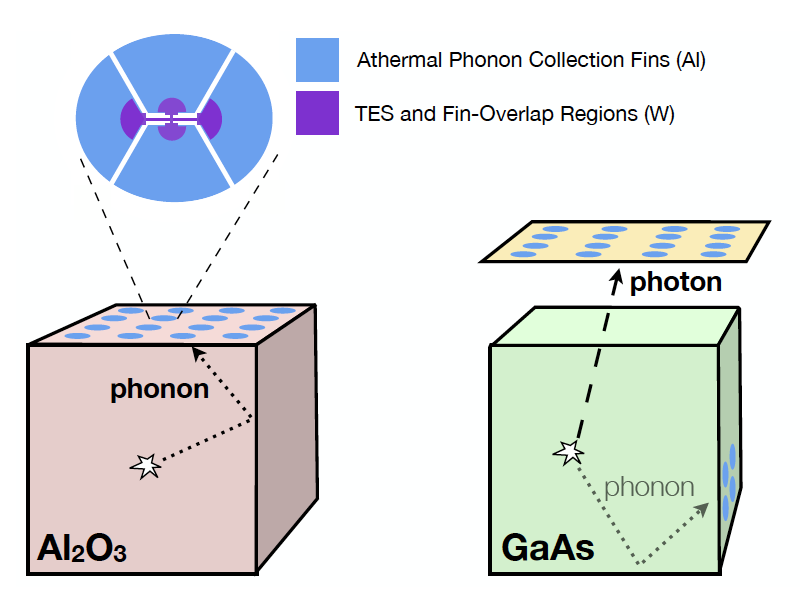 Athermal Phonon Collection Fins (Al)
TES and Fin-Overlap Regions (W)
photon
phonon
phonon
Al₂O₃
GaAs